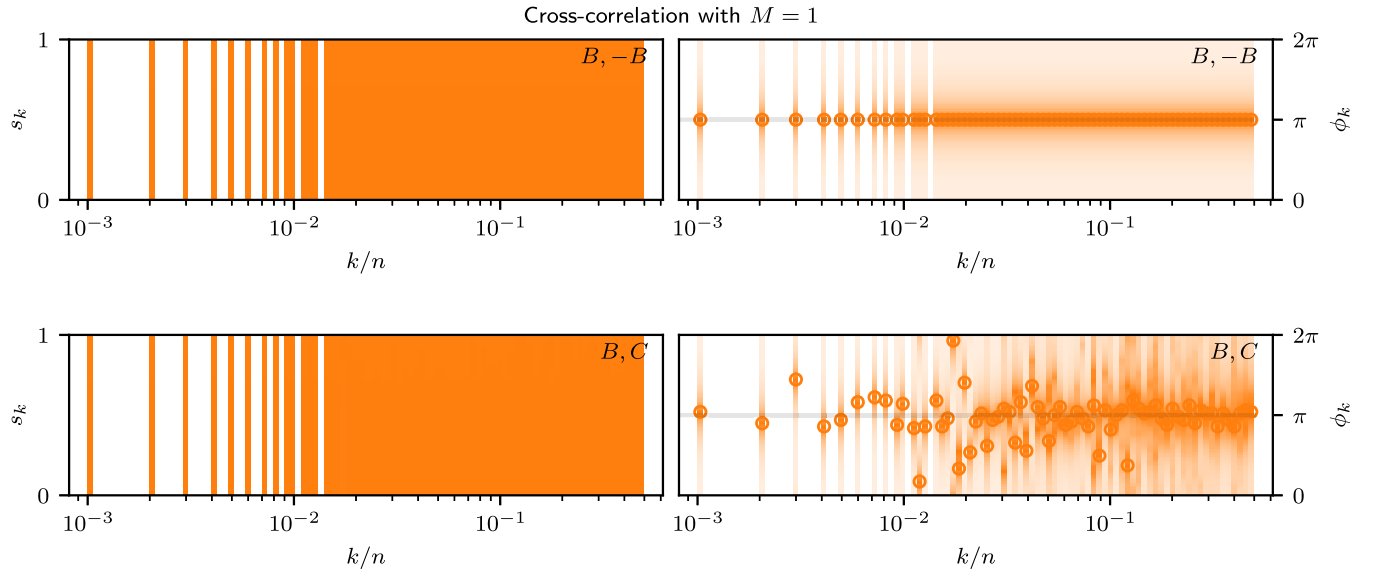 Cross-correlation with M = 1
1
B, −B
s_k
0
10⁻³ 10⁻² 10⁻¹
k/n
B, −B
2π
π
0
ϕ_k
10⁻³ 10⁻² 10⁻¹
k/n
1
B, C
s_k
0
10⁻³ 10⁻² 10⁻¹
k/n
B, C
2π
π
0
ϕ_k
10⁻³ 10⁻² 10⁻¹
k/n